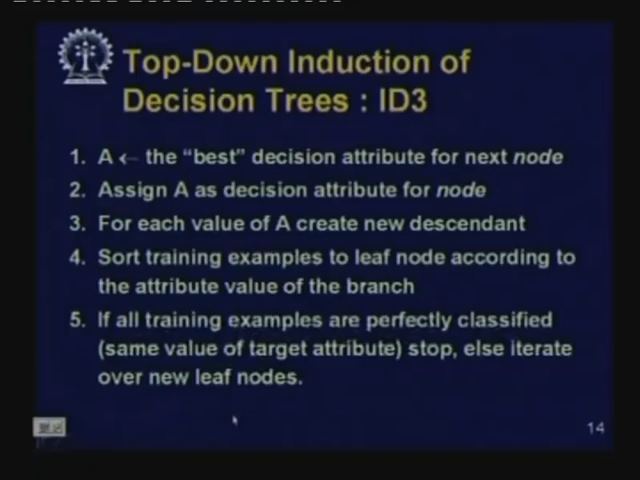 Top-Down Induction of
Decision Trees : ID3
1. A ← the “best” decision attribute for next node
2. Assign A as decision attribute for node
3. For each value of A create new descendant
4. Sort training examples to leaf node according to
the attribute value of the branch
5. If all training examples are perfectly classified
(same value of target attribute) stop, else iterate
over new leaf nodes.
14